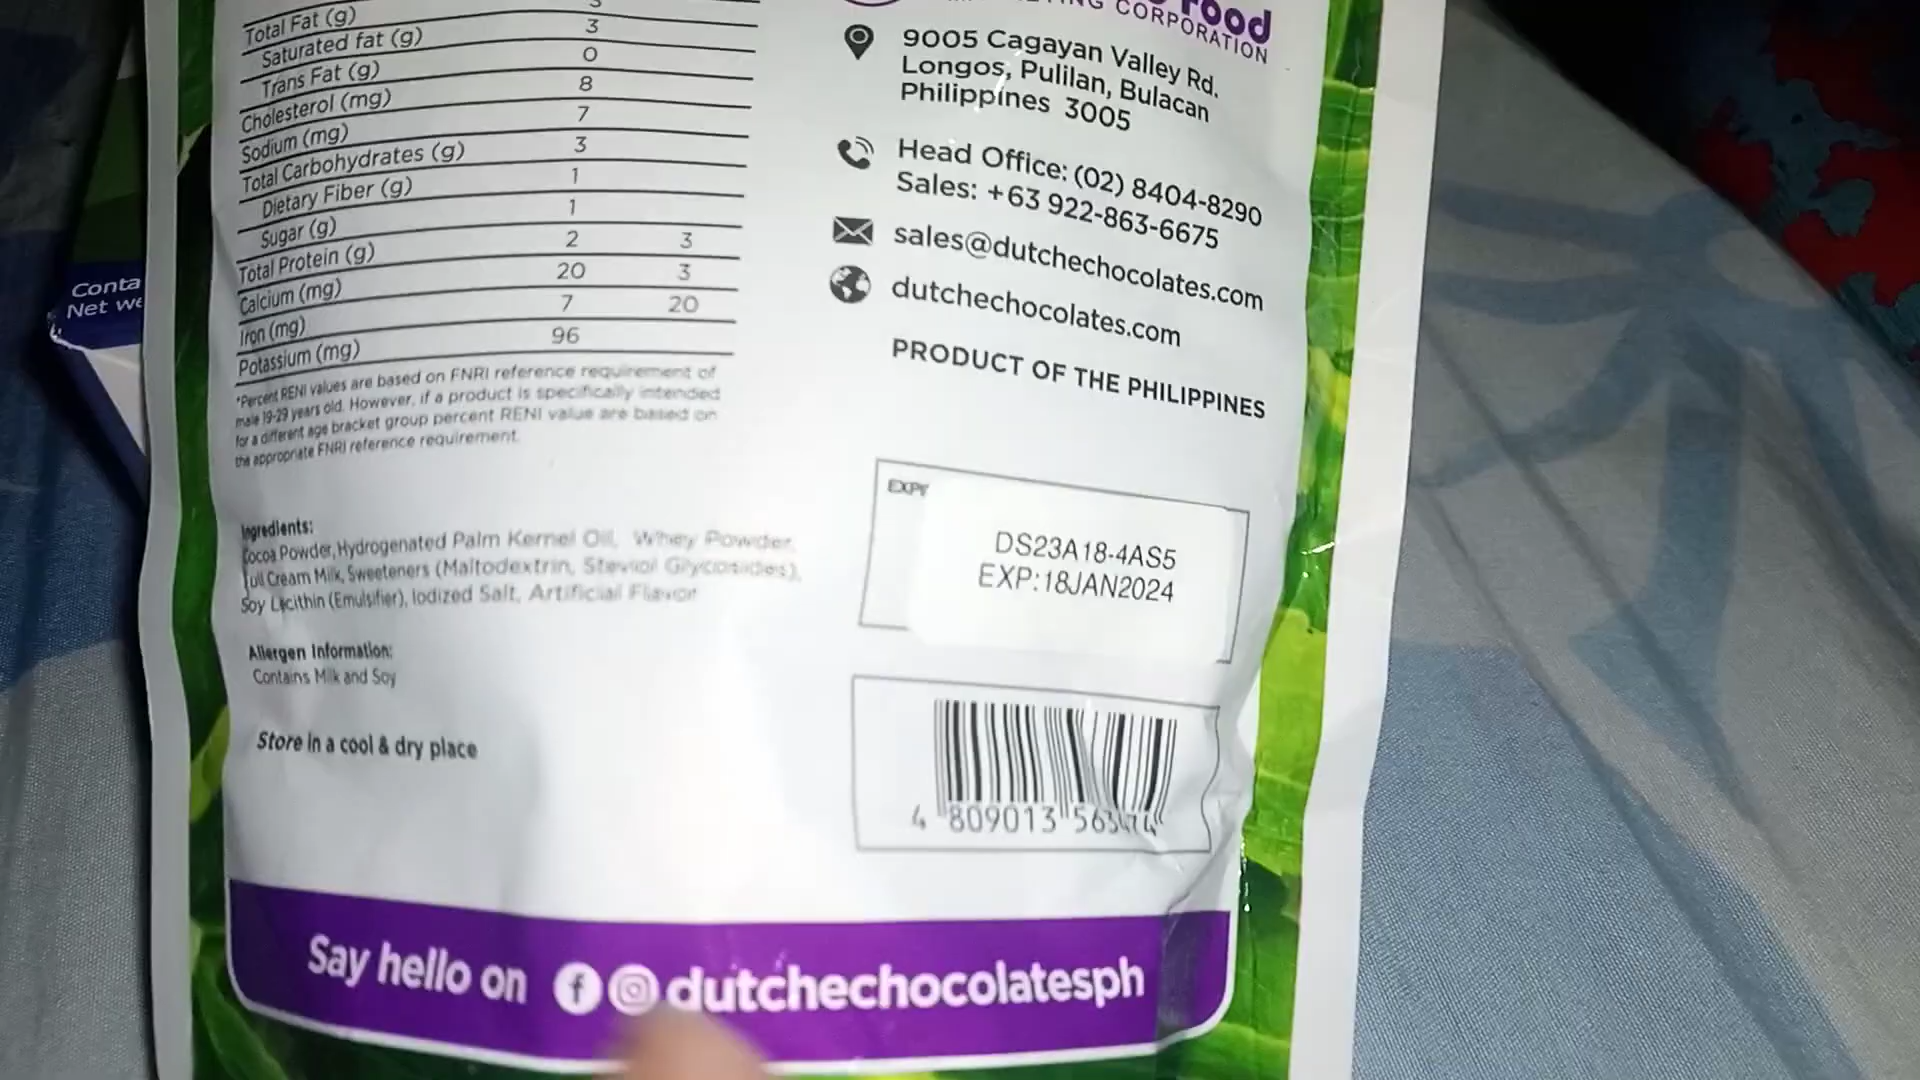 Total Fat (g) 3
Saturated fat (g) 3
Trans Fat (g) 0
Cholesterol (mg) 8
Sodium (mg) 7
Total Carbohydrates (g) 3
Dietary Fiber (g) 1
Sugar (g) 1
Total Protein (g) 2 3
Calcium (mg) 20 3
Iron (mg) 7 20
Potassium (mg) 96
*Percent RENI values are based on FNRI reference requirement of
male 19-29 years old. However, if a product is specifically intended
for a different age bracket group percent RENI value are based on
the appropriate FNRI reference requirement.
Ingredients:
Cocoa Powder, Hydrogenated Palm Kernel Oil, Whey Powder,
Full Cream Milk, Sweeteners (Maltodextrin, Steviol Glycosides),
Soy Lecithin (Emulsifier), Iodized Salt, Artificial Flavor
Allergen Information:
Contains Milk and Soy
Store in a cool & dry place
Food
CORPORATION
9005 Cagayan Valley Rd.
Longos, Pulilan, Bulacan
Philippines 3005
Head Office: (02) 8404-8290
Sales: +63 922-863-6675
sales@dutchechocolates.com
dutchechocolates.com
PRODUCT OF THE PHILIPPINES
DS23A18-4AS5
EXP:18JAN2024
4 809013
Say hello on dutchechocolatesph
Conta
Net we